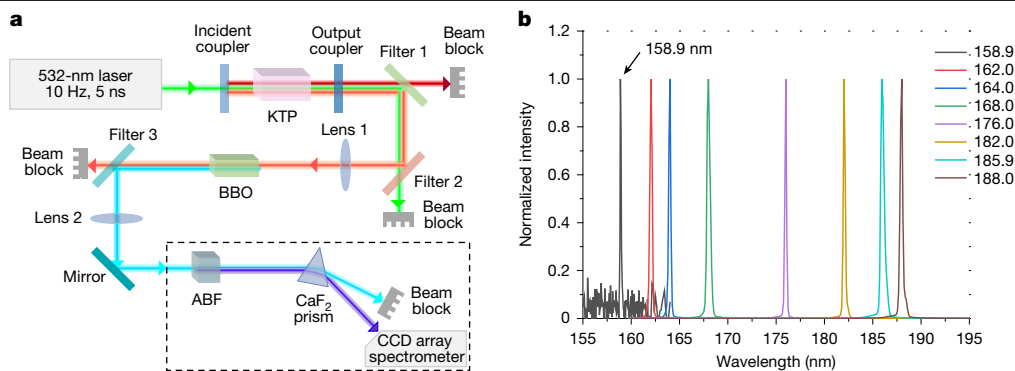 a
Incident
coupler
Output
coupler
Filter 1
Beam
block
532-nm laser
10 Hz, 5 ns
KTP
Filter 3
Lens 1
Beam
block
BBO
Filter 2
Lens 2
Beam
block
Mirror
ABF
CaF2
prism
Beam
block
CCD array
spectrometer
b
1.2
1.0
0.8
0.6
0.4
0.2
0
Normalized intensity
158.9 nm
158.9
162.0
164.0
168.0
176.0
182.0
185.9
188.0
155 160 165 170 175 180 185 190 195
Wavelength (nm)